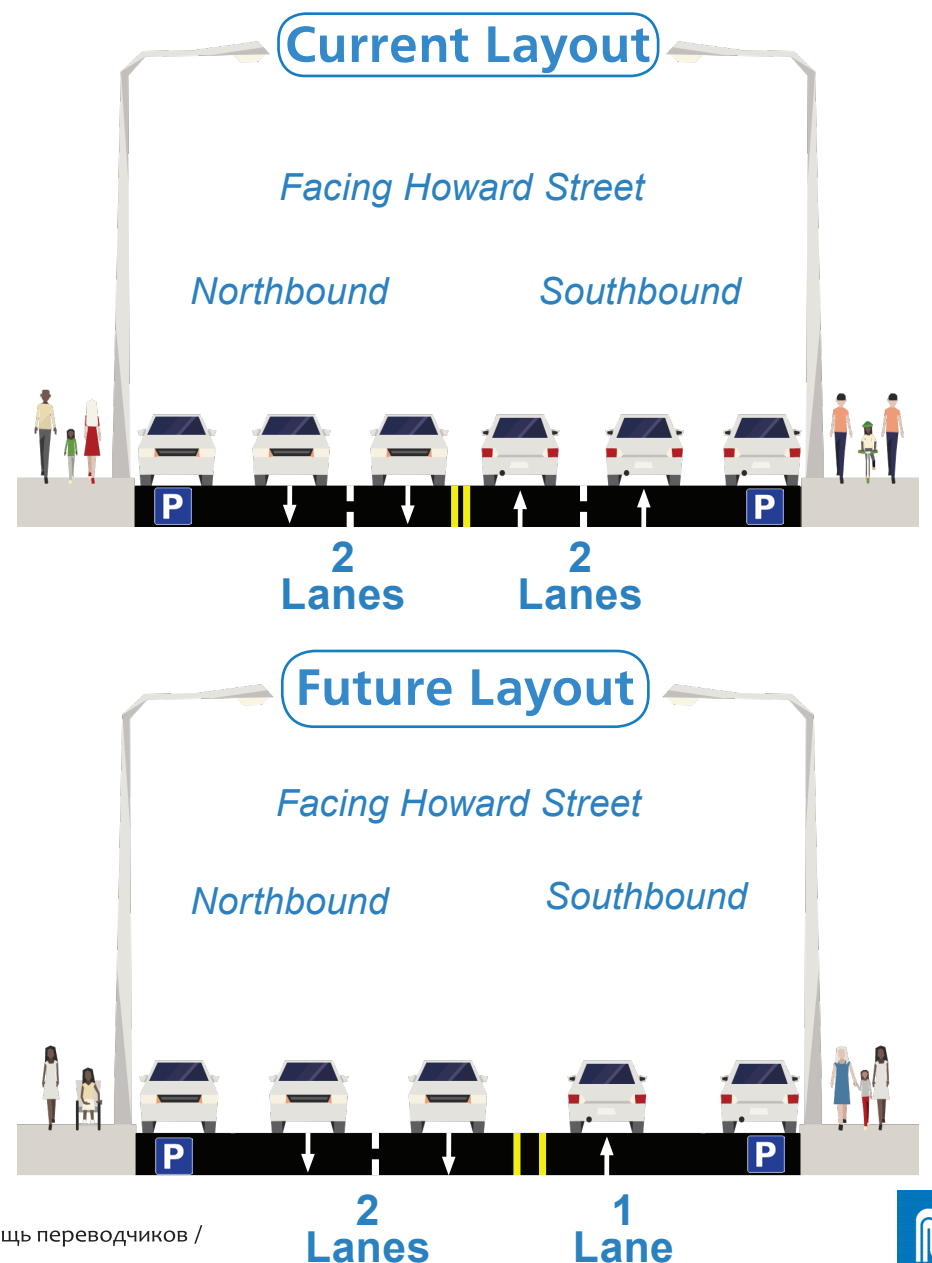 Current Layout
Facing Howard Street
Northbound Southbound
P P
2 2
Lanes Lanes
Future Layout
Facing Howard Street
Northbound Southbound
P P
2 1
Lanes Lane
переводчиков /